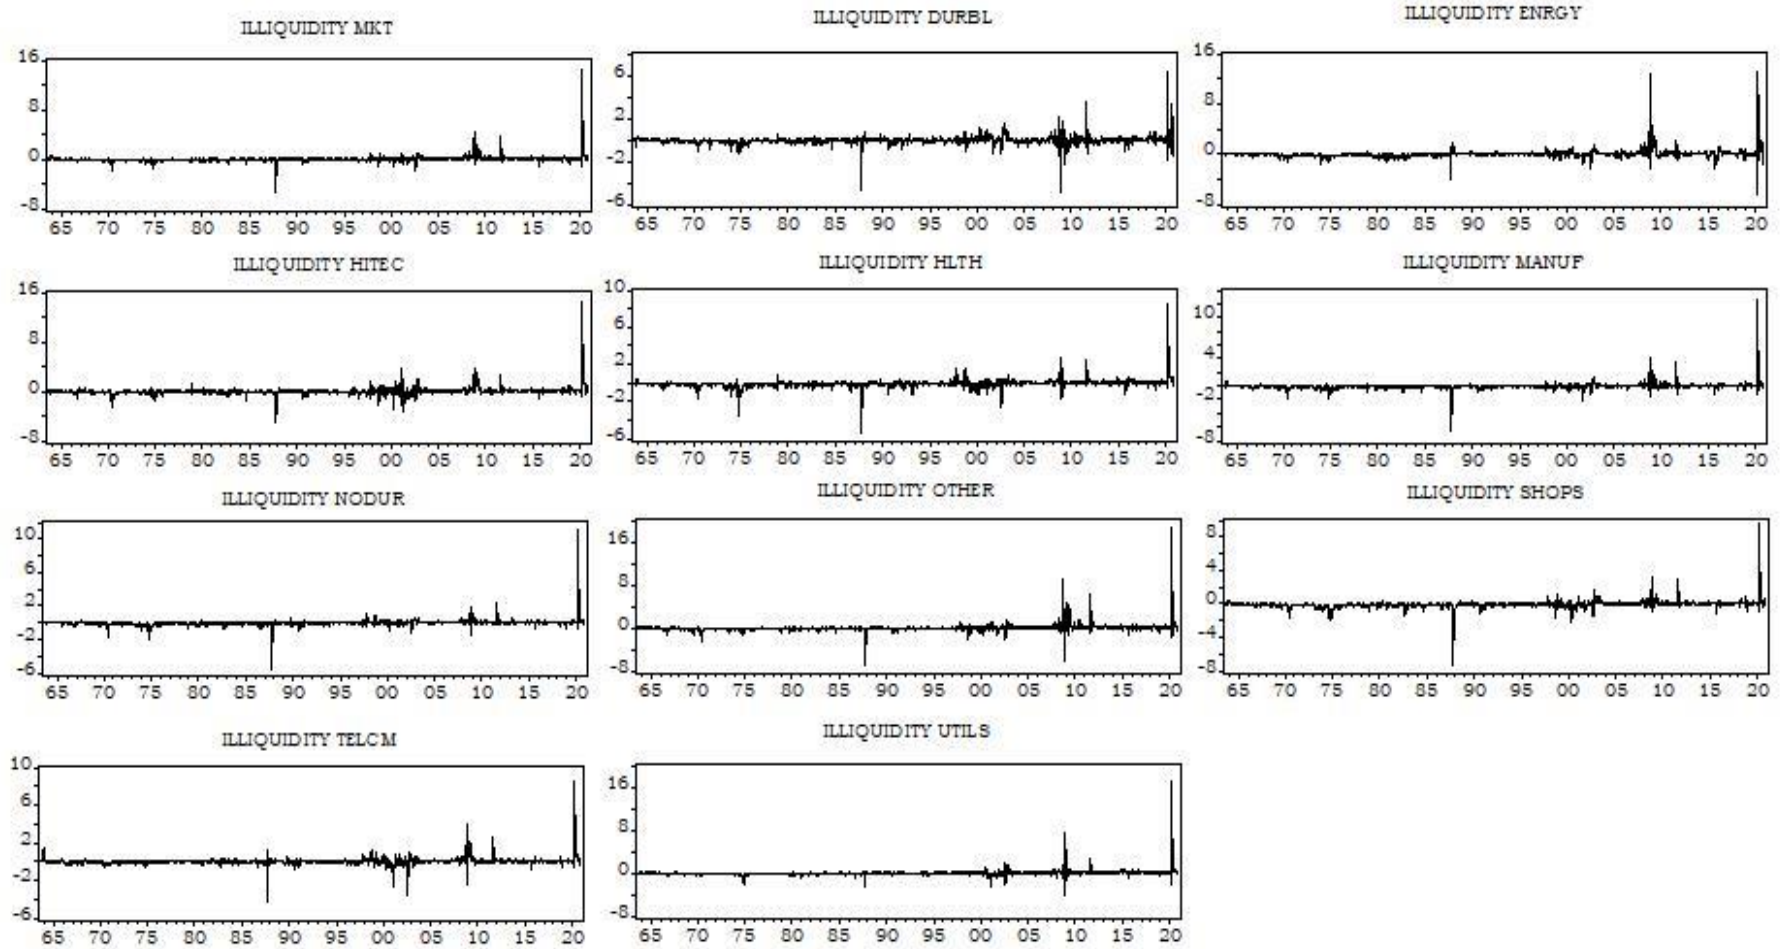 ILLIQUIDITY MKT
16
8
0
-8
65 70 75 80 85 90 95 00 05 10 15 20
ILLIQUIDITY DURBL
6
2
-2
-6
65 70 75 80 85 90 95 00 05 10 15 20
ILLIQUIDITY ENRGY
16
8
0
-8
65 70 75 80 85 90 95 00 05 10 15 20
ILLIQUIDITY HITEC
16
8
0
-8
65 70 75 80 85 90 95 00 05 10 15 20
ILLIQUIDITY HLTH
10
6
2
-2
-6
65 70 75 80 85 90 95 00 05 10 15 20
ILLIQUIDITY MANUF
10
4
-2
-8
65 70 75 80 85 90 95 00 05 10 15 20
ILLIQUIDITY NODUR
10
6
2
-2
-6
65 70 75 80 85 90 95 00 05 10 15 20
ILLIQUIDITY OTHER
16
8
0
-8
65 70 75 80 85 90 95 00 05 10 15 20
ILLIQUIDITY SHOPS
8
4
0
-4
-8
65 70 75 80 85 90 95 00 05 10 15 20
ILLIQUIDITY TELCM
10
6
2
-2
-6
65 70 75 80 85 90 95 00 05 10 15 20
ILLIQUIDITY UTILS
16
8
0
-8
65 70 75 80 85 90 95 00 05 10 15 20